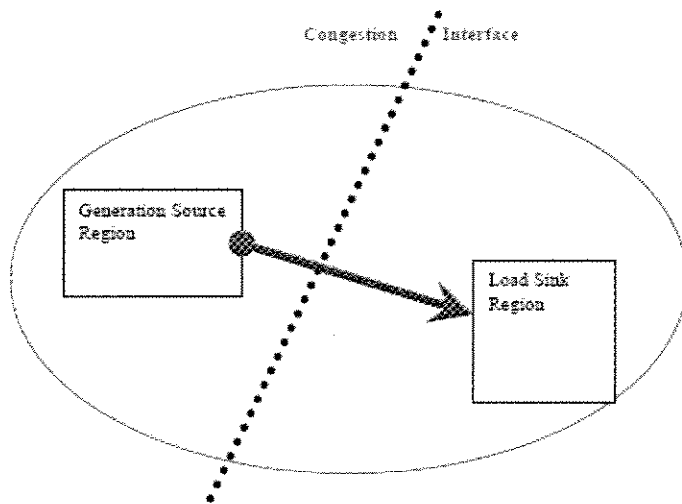 Congestion Interface
Generation Source
Region
Load Sink
Region